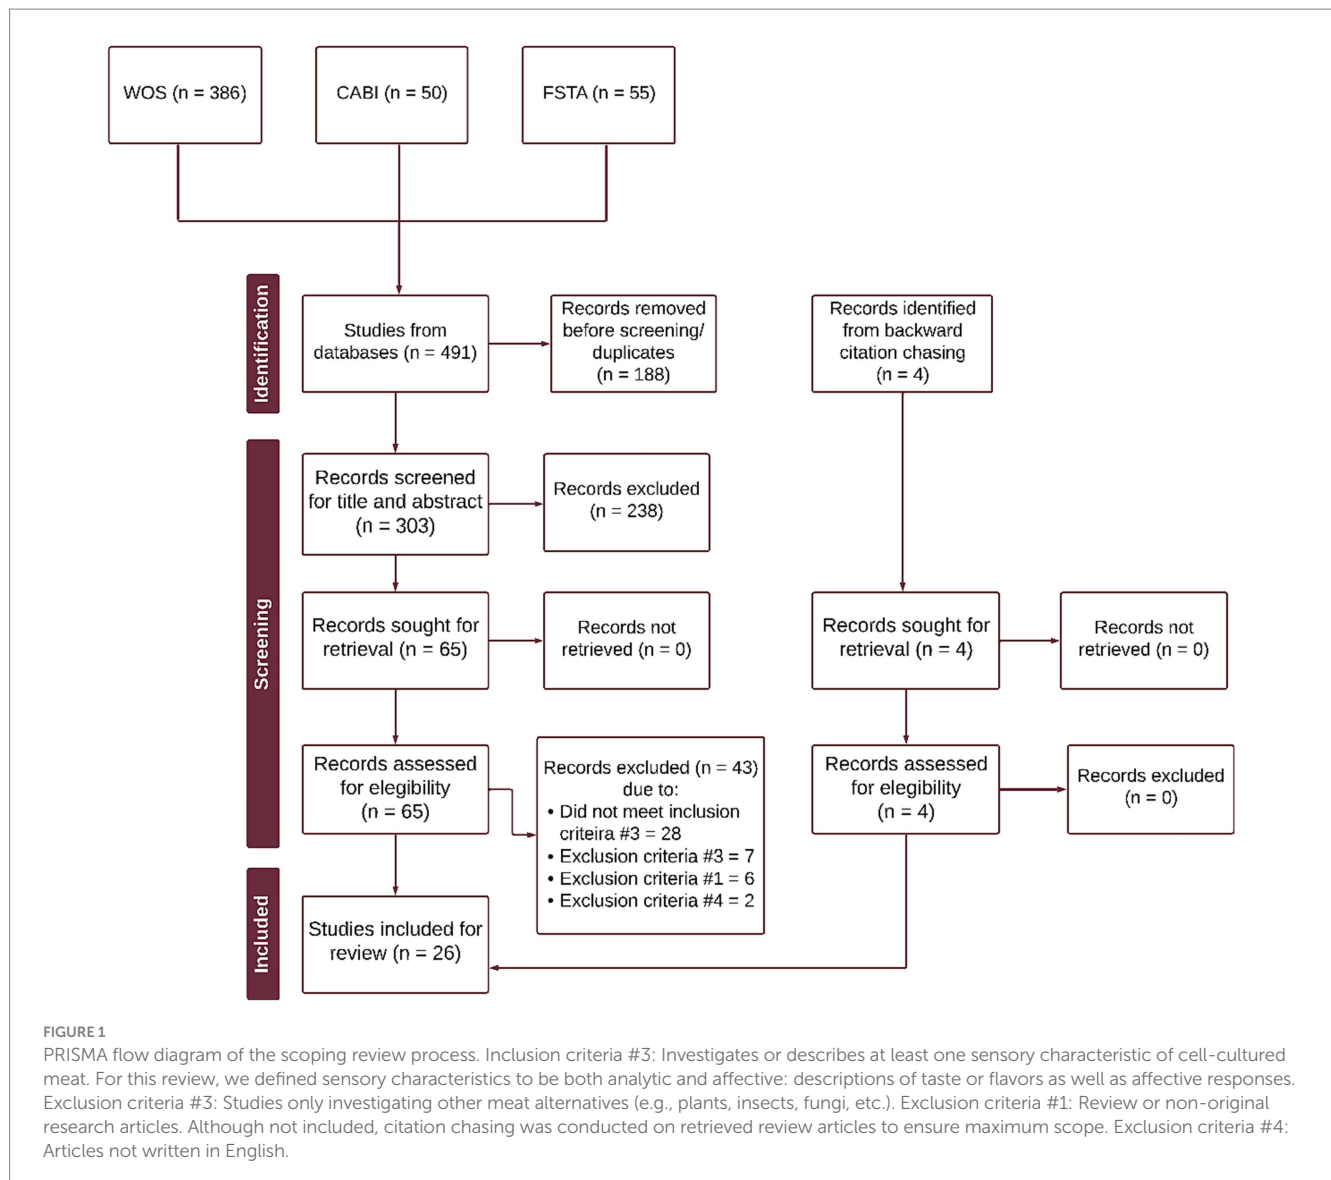 WOS (n = 386)
CABI (n = 50)
FSTA (n = 55)
Identification
Studies from
databases (n = 491)
Records removed
before screening/
duplicates
(n = 188)
Records identified
from backward
citation chasing
(n = 4)
Screening
Records screened
for title and abstract
(n = 303)
Records excluded
(n = 238)
Records sought for
retrieval (n = 65)
Records not
retrieved (n = 0)
Records sought for
retrieval (n = 4)
Records not
retrieved (n = 0)
Records assessed
for elegibility
(n = 65)
Records excluded (n = 43)
due to:
• Did not meet inclusion
criteira #3 = 28
• Exclusion criteria #3 = 7
• Exclusion criteria #1 = 6
• Exclusion criteria #4 = 2
Records assessed for
elegibility
(n = 4)
Records excluded
(n = 0)
Included
Studies included for
review (n = 26)
FIGURE 1
PRISMA flow diagram of the scoping review process. Inclusion criteria #3: Investigates or describes at least one sensory characteristic of cell-cultured
meat. For this review, we defined sensory characteristics to be both analytic and affective: descriptions of taste or flavors as well as affective responses.
Exclusion criteria #3: Studies only investigating other meat alternatives (e.g., plants, insects, fungi, etc.). Exclusion criteria #1: Review or non-original
research articles. Although not included, citation chasing was conducted on retrieved review articles to ensure maximum scope. Exclusion criteria #4:
Articles not written in English.